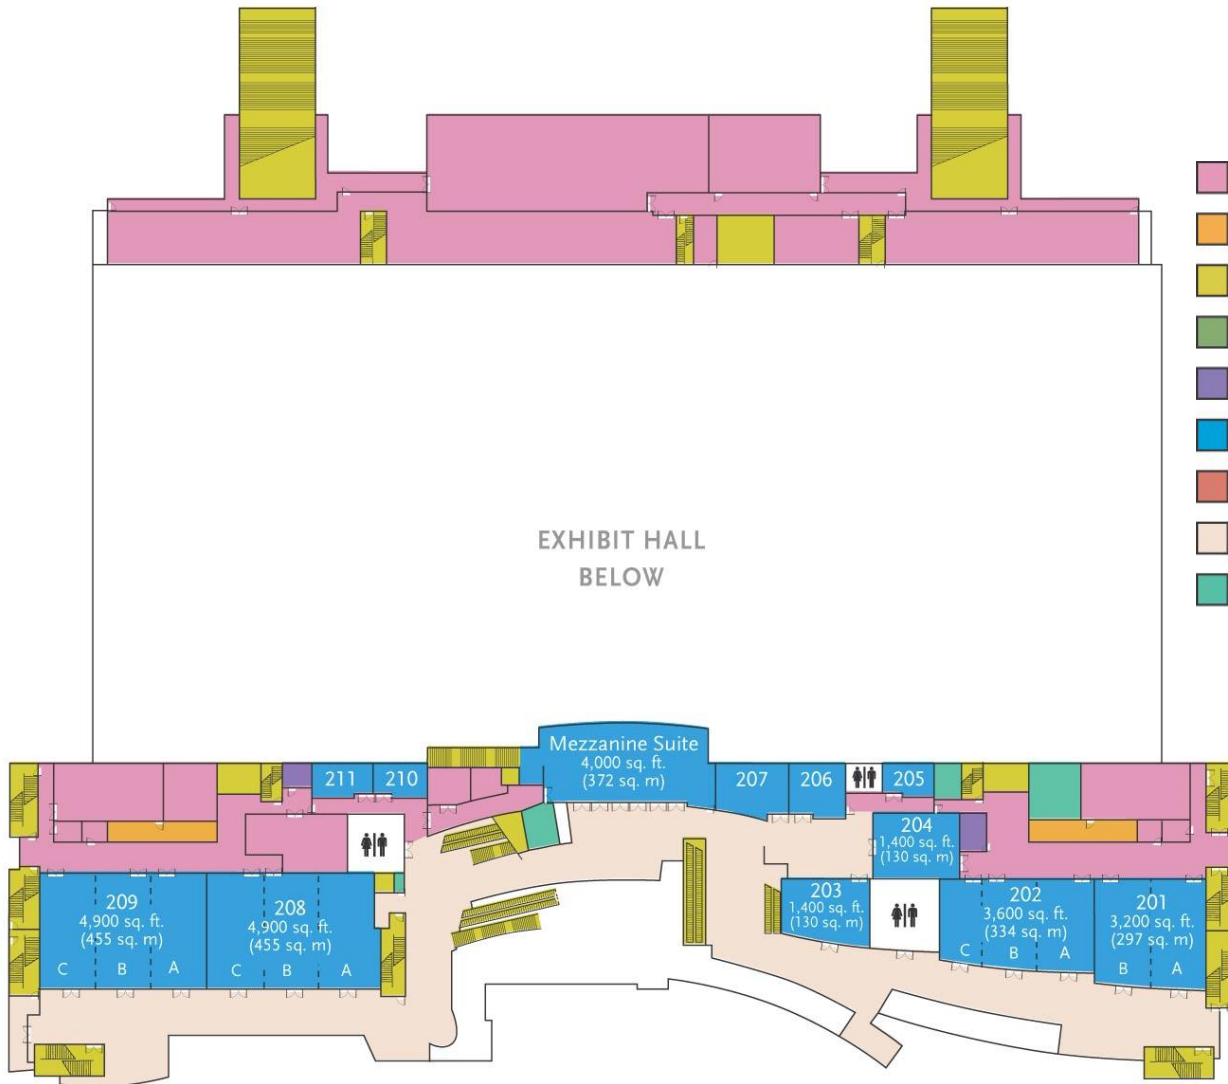 EXHIBIT HALL
BELOW
Mezzanine Suite
4,000 sq. ft.
(372 sq. m)
211
210
207
206
205
204
1,400 sq. ft.
(130 sq. m)
209
4,900 sq. ft.
(455 sq. m)
C
B
A
208
4,900 sq. ft.
(455 sq. m)
C
B
A
203
1,400 sq. ft.
(130 sq. m)
202
3,600 sq. ft.
(334 sq. m)
C
B
A
201
3,200 sq. ft.
(297 sq. m)
B
A